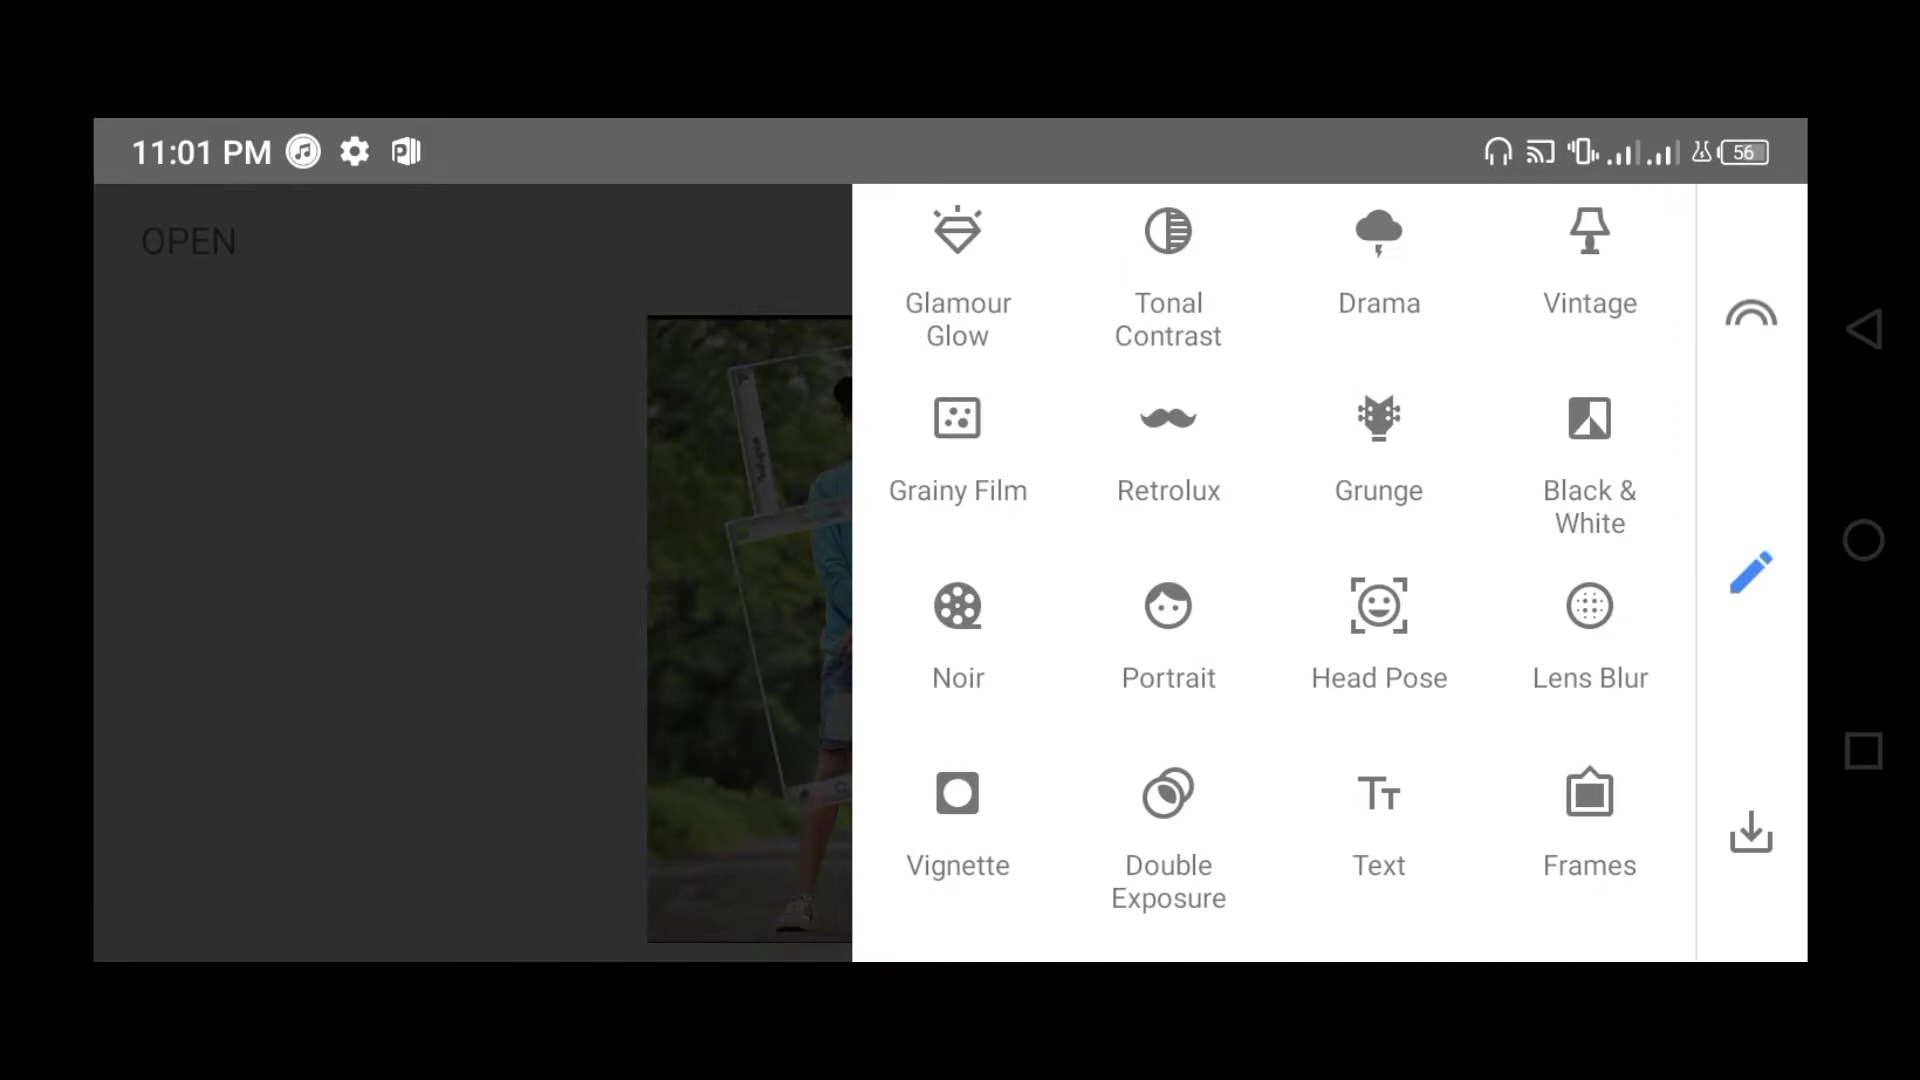 11:01 PM
56
OPEN
Glamour
Glow
Tonal
Contrast
Drama
Vintage
Grainy Film
Retrolux
Grunge
Black &
White
Noir
Portrait
Head Pose
Lens Blur
Vignette
Double
Exposure
Text
Frames